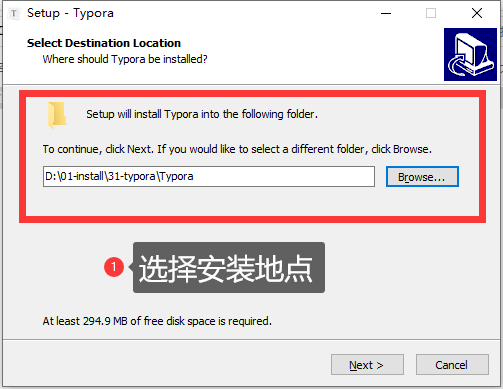 T Setup - Typora
Select Destination Location
Where should Typora be installed?
Setup will install Typora into the following folder.
To continue, click Next. If you would like to select a different folder, click Browse.
D:\01-install\31-typora\Typora
Browse...
1 选择安装地点
At least 294.9 MB of free disk space is required.
Next >
Cancel